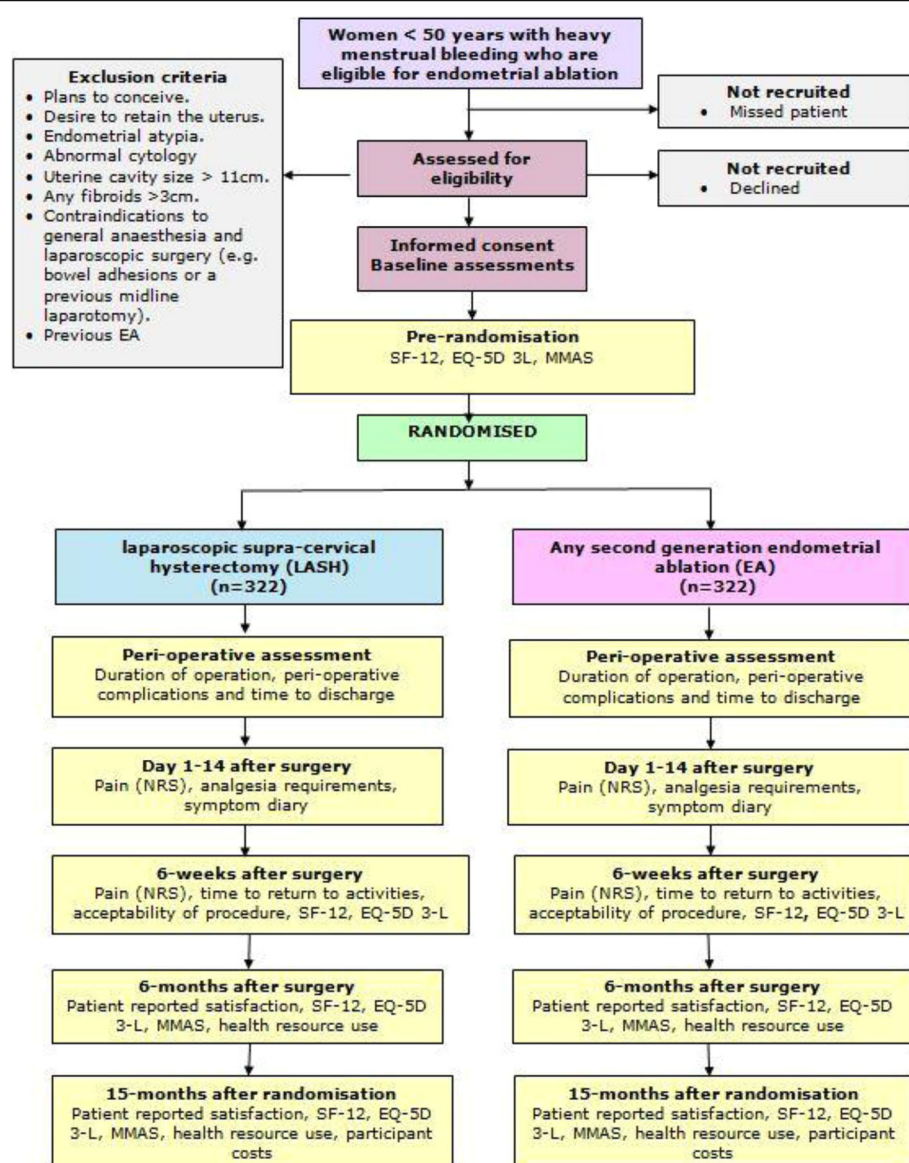 Women < 50 years with heavy
menstrual bleeding who are
eligible for endometrial ablation
Exclusion criteria
• Plans to conceive.
• Desire to retain the uterus.
• Endometrial atypia.
• Abnormal cytology
• Uterine cavity size > 11cm.
• Any fibroids >3cm.
• Contraindications to
general anaesthesia and
laparoscopic surgery (e.g.
bowel adhesions or a
previous midline
laparotomy).
• Previous EA
Not recruited
• Missed patient
Assessed for
eligibility
Not recruited
• Declined
Informed consent
Baseline assessments
Pre-randomisation
SF-12, EQ-5D 3L, MMAS
RANDOMISED
laparoscopic supra-cervical
hysterectomy (LASH)
(n=322)
Any second generation endometrial
ablation (EA)
(n=322)
Peri-operative assessment
Duration of operation, peri-operative
complications and time to discharge
Peri-operative assessment
Duration of operation, peri-operative
complications and time to discharge
Day 1-14 after surgery
Pain (NRS), analgesia requirements,
symptom diary
Day 1-14 after surgery
Pain (NRS), analgesia requirements,
symptom diary
6-weeks after surgery
Pain (NRS), time to return to activities,
acceptability of procedure, SF-12, EQ-5D 3-L
6-weeks after surgery
Pain (NRS), time to return to activities,
acceptability of procedure, SF-12, EQ-5D 3-L
6-months after surgery
Patient reported satisfaction, SF-12, EQ-5D
3-L, MMAS, health resource use
6-months after surgery
Patient reported satisfaction, SF-12, EQ-5D
3-L, MMAS, health resource use
15-months after randomisation
Patient reported satisfaction, SF-12, EQ-5D
3-L, MMAS, health resource use, participant
costs
15-months after randomisation
Patient reported satisfaction, SF-12, EQ-5D
3-L, MMAS, health resource use, participant
costs